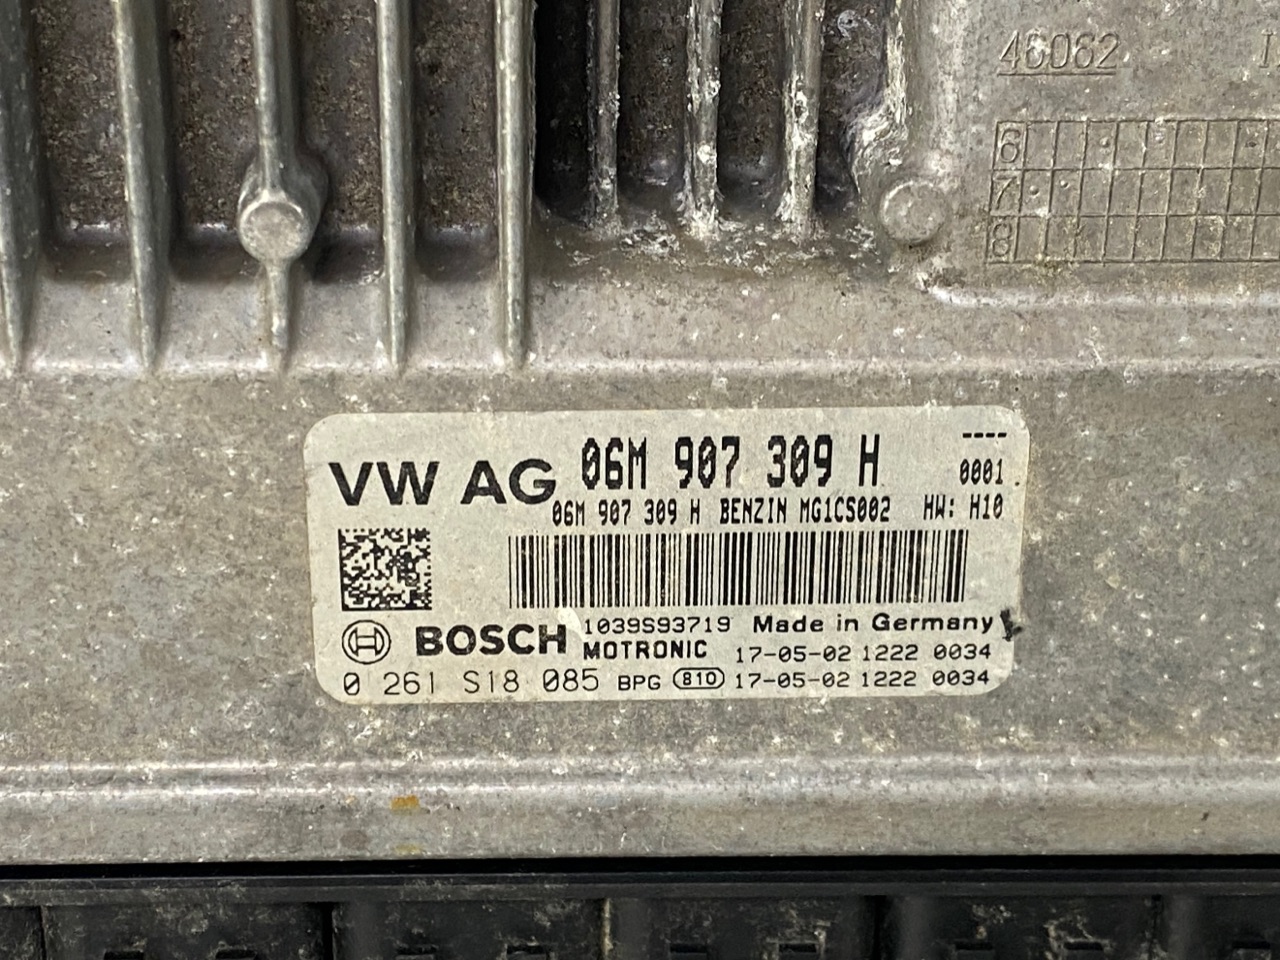 46062
6
7
8
VW AG 06M 907 309 H ----
0001
06M 907 309 H BENZIN MG1CS002 HW: H10
BOSCH 1039S93719 Made in Germany
MOTRONIC 17-05-02 1222 0034
0 261 S18 085 BPG 810 17-05-02 1222 0034